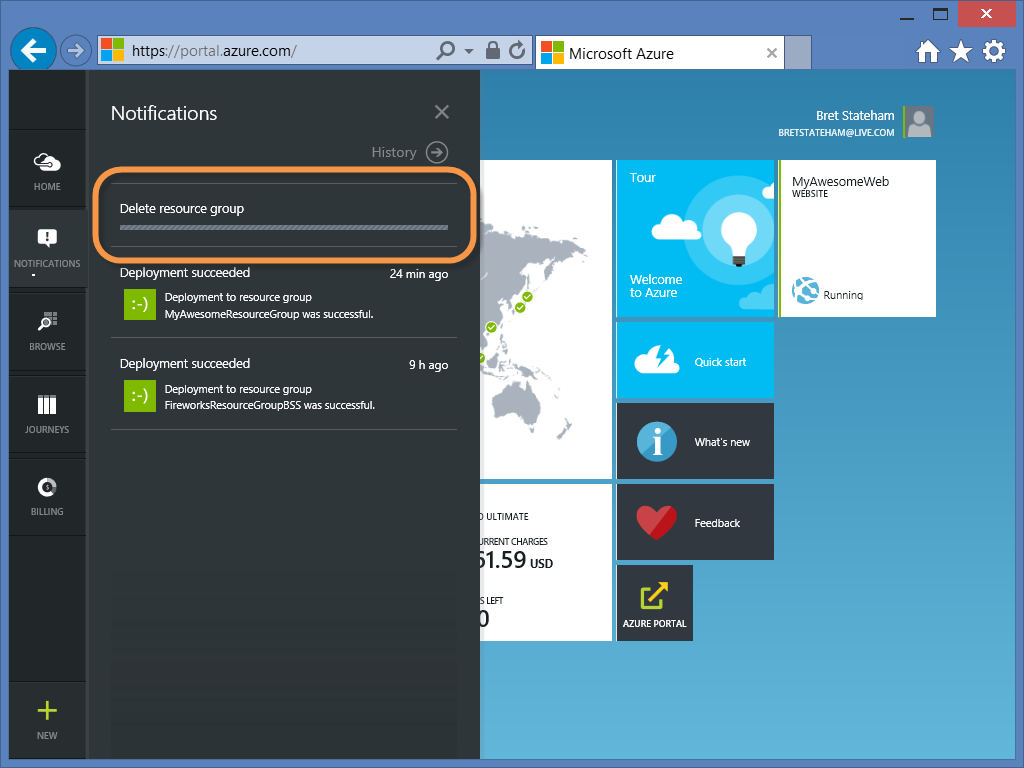 https://portal.azure.com/
Microsoft Azure
HOME
NOTIFICATIONS
BROWSE
JOURNEYS
BILLING
NEW
Notifications
History
Delete resource group
Deployment succeeded 24 min ago
:-)
Deployment to resource group
MyAwesomeResourceGroup was successful.
Deployment succeeded 9 h ago
:-)
Deployment to resource group
FireworksResourceGroupBSS was successful.
Bret Stateham
BRETSTATEHAM@LIVE.COM
Tour
Welcome
to Azure
MyAwesomeWeb
WEBSITE
Running
Quick start
What's new
Feedback
AZURE PORTAL
ULTIMATE
CHARGES
.59 USD
LEFT
0